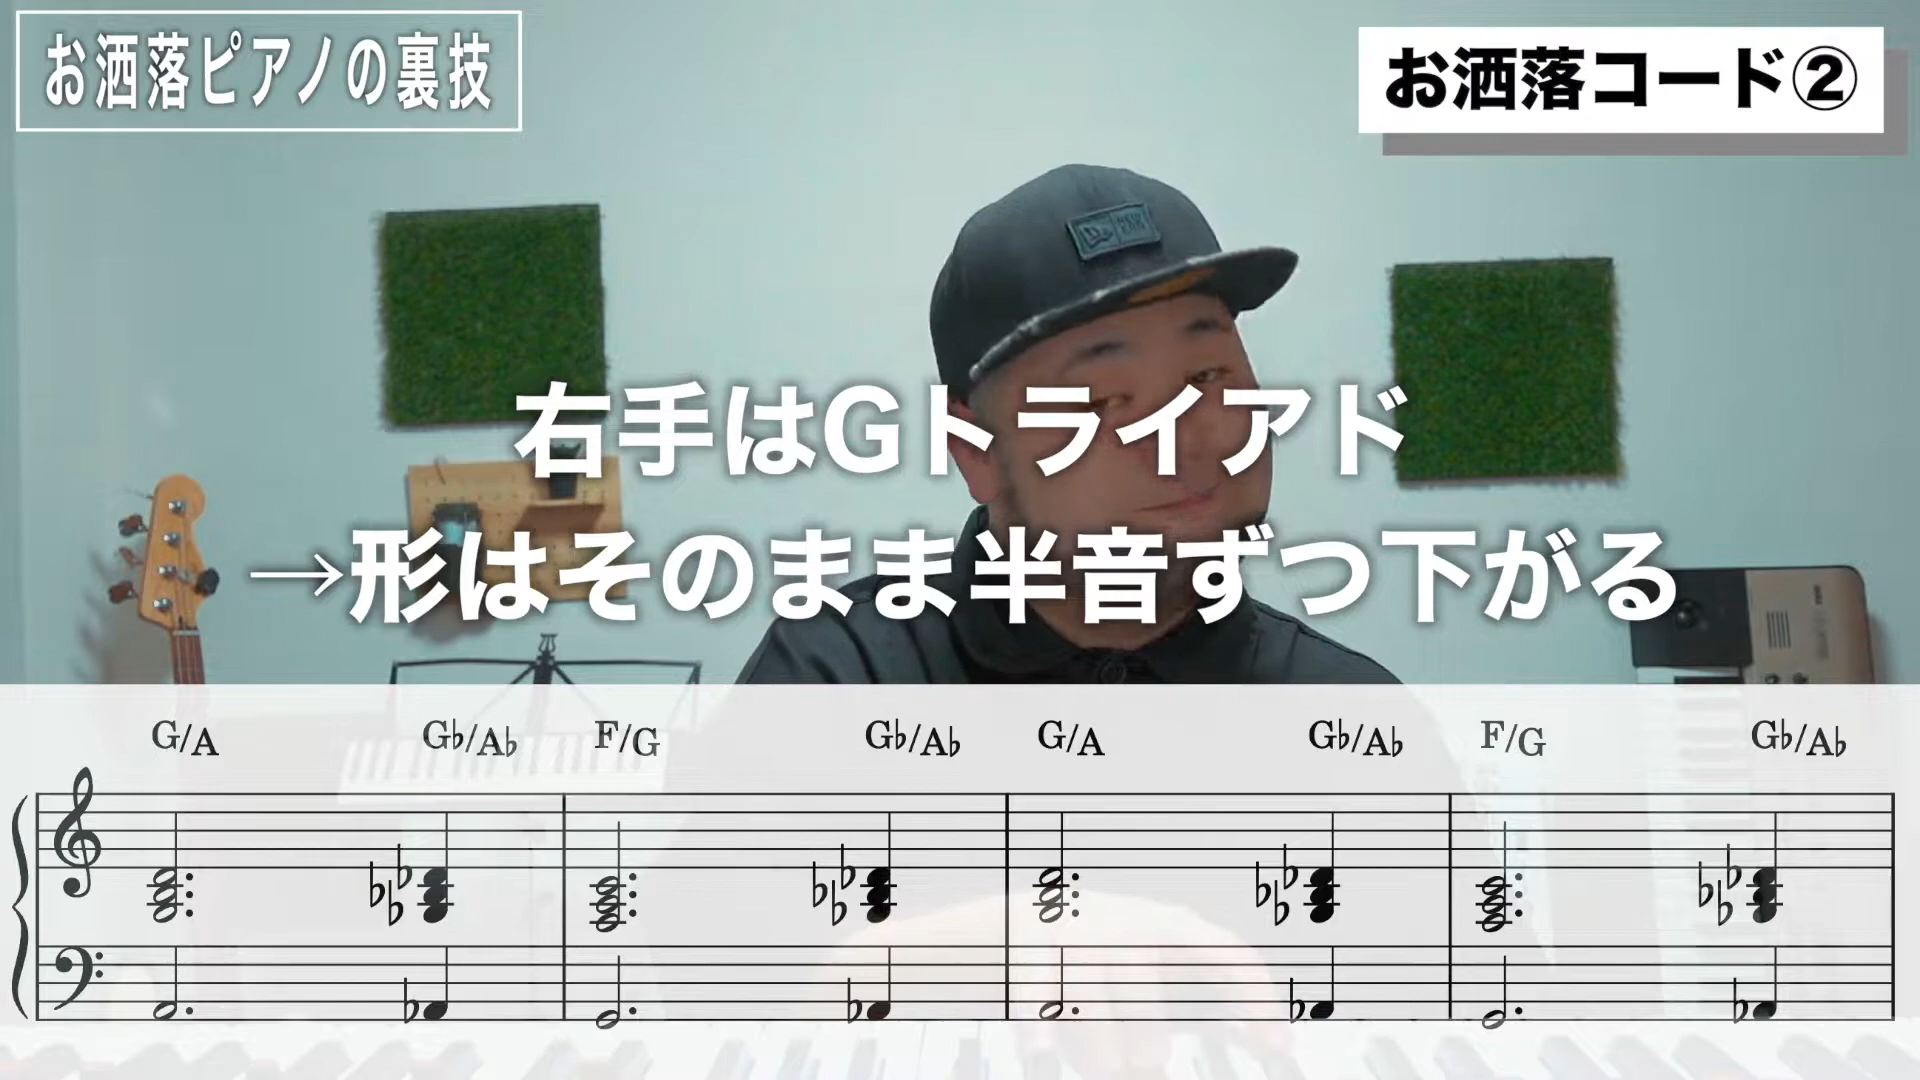 お洒落ピアノの裏技
お洒落コード②
右手はGトライアド
→形はそのまま半音ずつ下がる
G/A G♭/A♭ F/G G♭/A♭ G/A G♭/A♭ F/G G♭/A♭